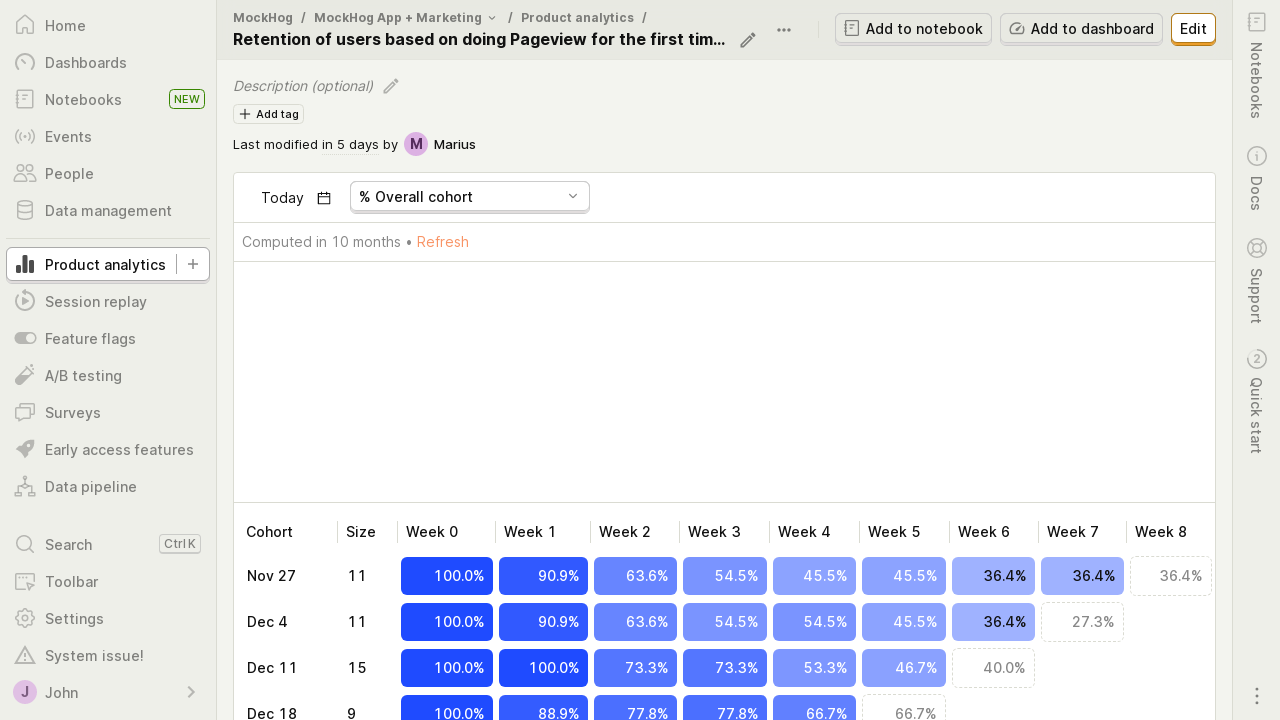 Home
Dashboards
Notebooks NEW
Events
People
Data management
Product analytics
Session replay
Feature flags
A/B testing
Surveys
Early access features
Data pipeline
Search Ctrl K
Toolbar
Settings
System issue!
J John
MockHog / MockHog App + Marketing / Product analytics /
Retention of users based on doing Pageview for the first tim...
Add to notebook
Add to dashboard
Edit
Description (optional)
Add tag
Last modified in 5 days by M Marius
Today
% Overall cohort
Computed in 10 months • Refresh
Cohort Size Week 0 Week 1 Week 2 Week 3 Week 4 Week 5 Week 6 Week 7 Week 8
Nov 27 11 100.0% 90.9% 63.6% 54.5% 45.5% 45.5% 36.4% 36.4% 36.4%
Dec 4 11 100.0% 90.9% 63.6% 54.5% 54.5% 45.5% 36.4% 27.3%
Dec 11 15 100.0% 100.0% 73.3% 73.3% 53.3% 46.7% 40.0%
Dec 18 9 100.0% 88.9% 77.8% 77.8% 66.7% 66.7%
Notebooks
Docs
Support
2
Quick start